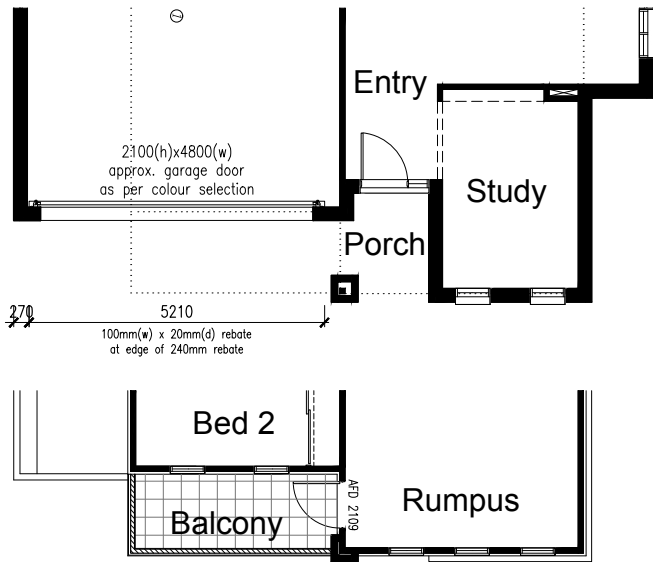 Entry
2100(h)x4800(w)
approx. garage door
as per colour selection
Study
Porch
270
5210
100mm(w) x 20mm(d) rebate
at edge of 240mm rebate
Bed 2
AFD 2109
Rumpus
Balcony